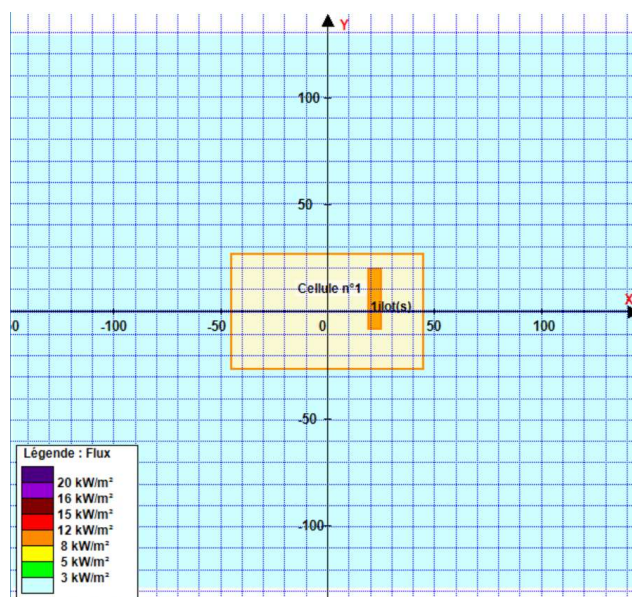 Y
100
50
Cellule n°1
1ilot(s)
X
-100
-50
0
50
100
-50
-100
Légende : Flux
20 kW/m²
16 kW/m²
15 kW/m²
12 kW/m²
8 kW/m²
5 kW/m²
3 kW/m²